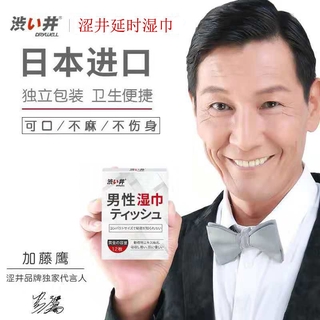 渋い井
DRYWELL
涩井延时湿巾
日本进口
独立包装 卫生便捷
可口/不麻/不伤身
渋い井
男性湿巾
ティッシュ
加藤鹰
涩井品牌独家代言人